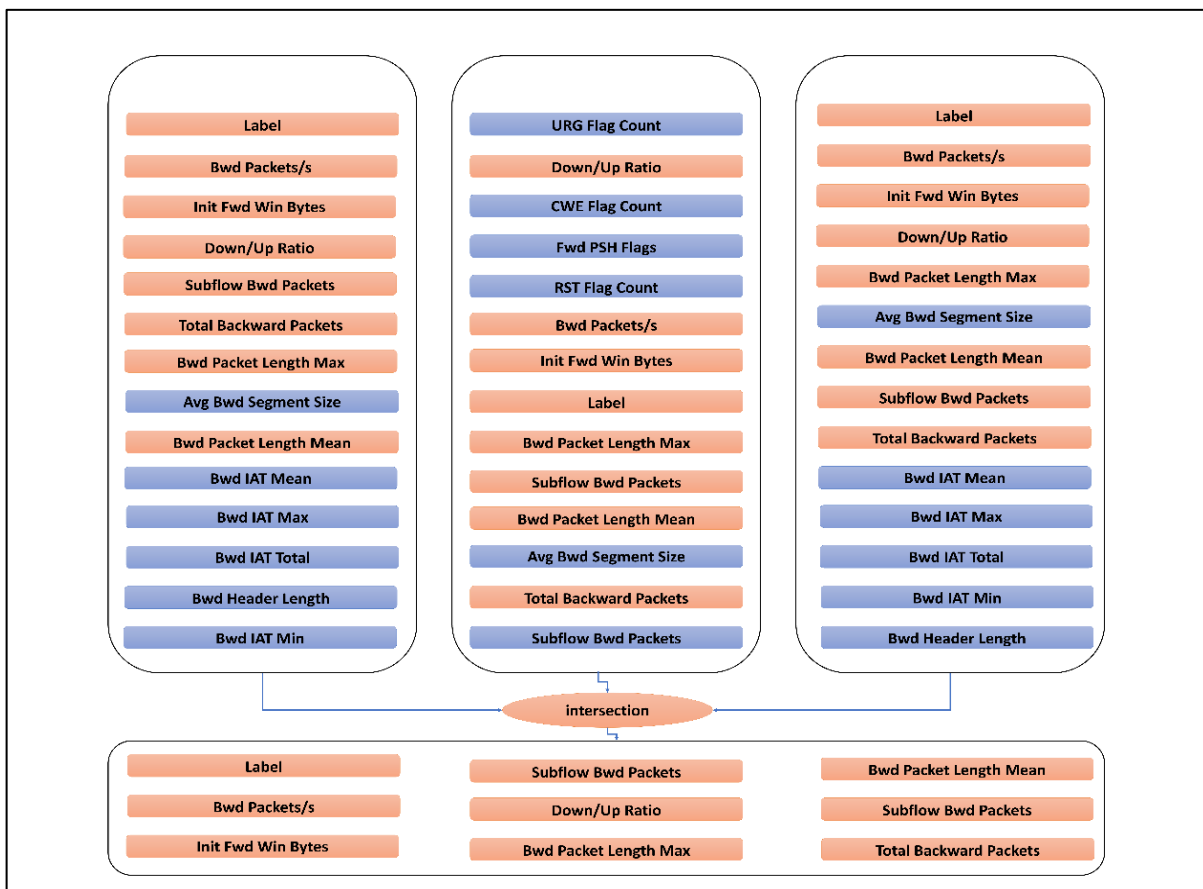 Label
Bwd Packets/s
Init Fwd Win Bytes
Down/Up Ratio
Subflow Bwd Packets
Total Backward Packets
Bwd Packet Length Max
Avg Bwd Segment Size
Bwd Packet Length Mean
Bwd IAT Mean
Bwd IAT Max
Bwd IAT Total
Bwd Header Length
Bwd IAT Min
URG Flag Count
Down/Up Ratio
CWE Flag Count
Fwd PSH Flags
RST Flag Count
Bwd Packets/s
Init Fwd Win Bytes
Label
Bwd Packet Length Max
Subflow Bwd Packets
Bwd Packet Length Mean
Avg Bwd Segment Size
Total Backward Packets
Subflow Bwd Packets
Label
Bwd Packets/s
Init Fwd Win Bytes
Down/Up Ratio
Bwd Packet Length Max
Avg Bwd Segment Size
Bwd Packet Length Mean
Subflow Bwd Packets
Total Backward Packets
Bwd IAT Mean
Bwd IAT Max
Bwd IAT Total
Bwd IAT Min
Bwd Header Length
intersection
Label
Bwd Packets/s
Init Fwd Win Bytes
Subflow Bwd Packets
Down/Up Ratio
Bwd Packet Length Max
Bwd Packet Length Mean
Subflow Bwd Packets
Total Backward Packets